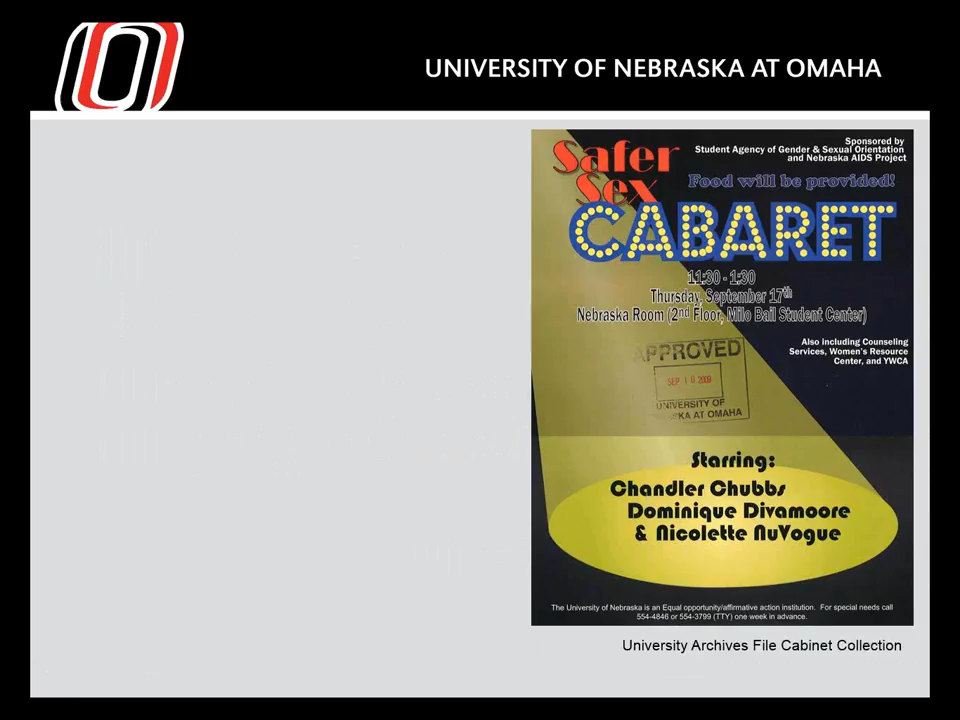 UNIVERSITY OF NEBRASKA AT OMAHA
Sponsored by
Student Agency of Gender & Sexual Orientation
and Nebraska AIDS Project
Safer
Sex
Food will be provided!
CABARET
11:30 - 1:30
Thursday, September 17th
Nebraska Room (2nd Floor, Milo Bail Student Center)
Also including Counseling
Services, Women's Resource
Center, and YWCA
APPROVED
SEP 10 2009
UNIVERSITY OF
SKA AT OMAHA
Starring:
Chandler Chubbs
Dominique Divamoore
& Nicolette NuVogue
The University of Nebraska is an Equal opportunity/affirmative action institution. For special needs call
554-4846 or 554-3799 (TTY) one week in advance.
University Archives File Cabinet Collection